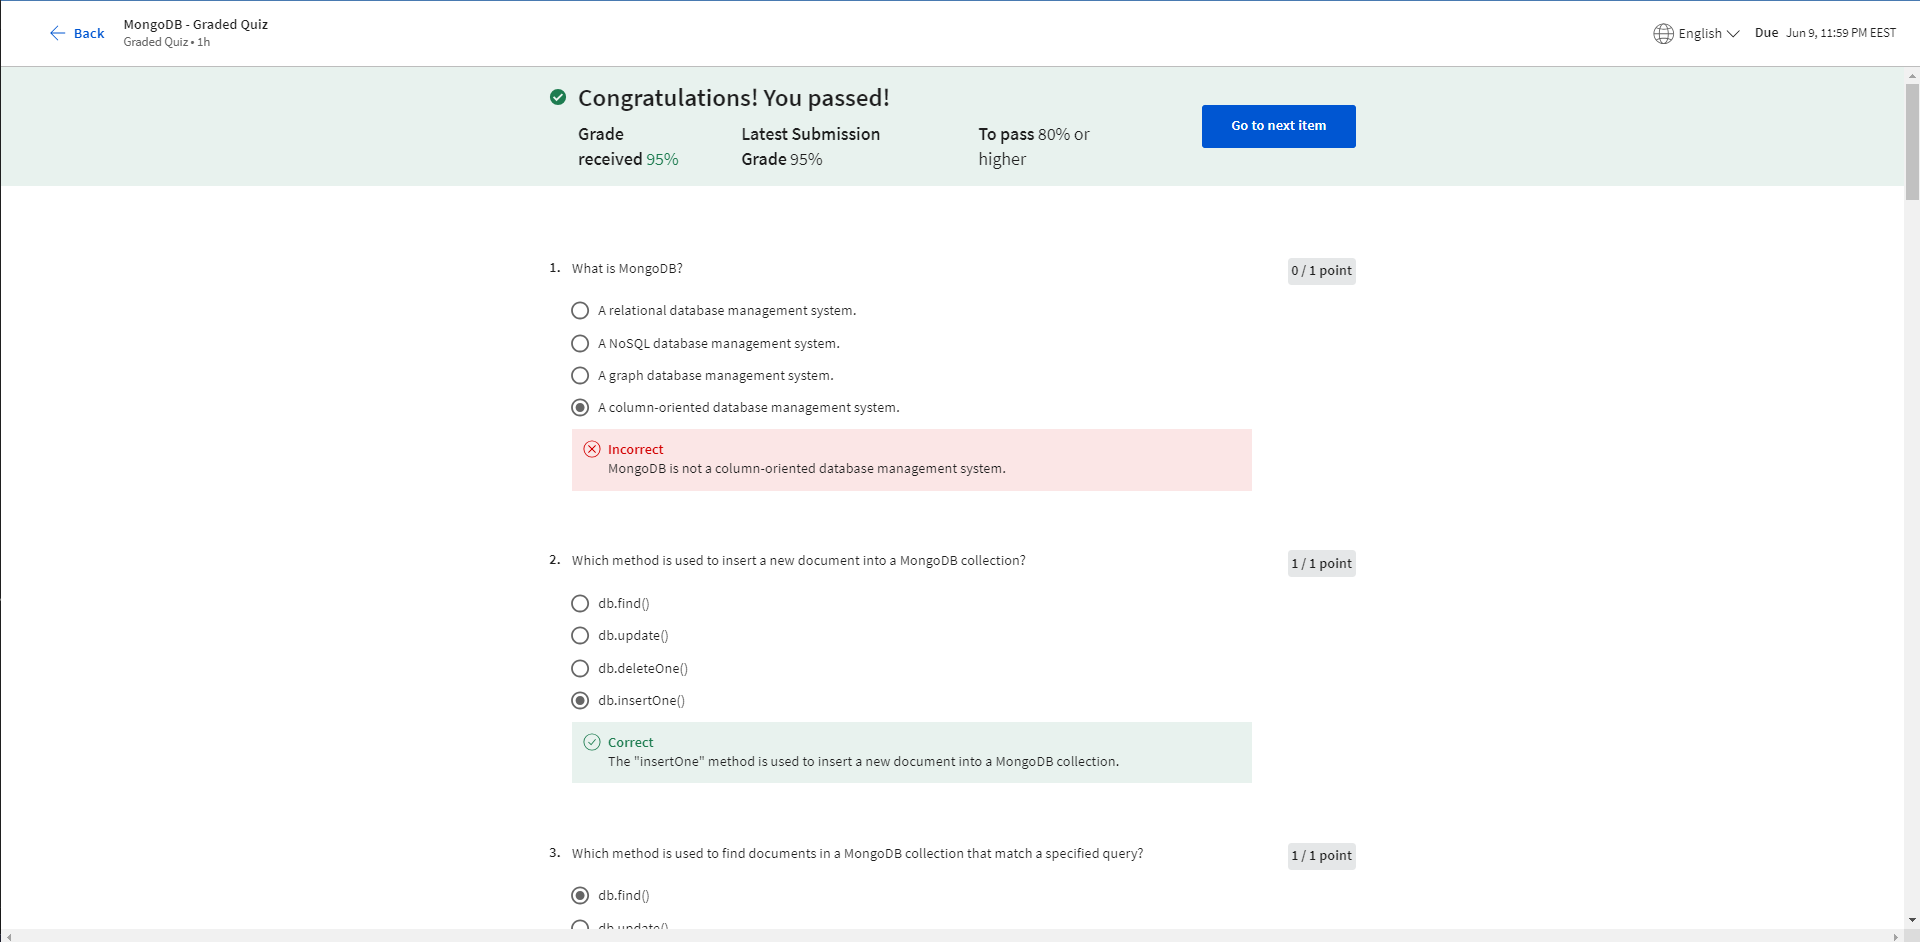 Back
MongoDB - Graded Quiz
Graded Quiz • 1h
English
Due Jun 9, 11:59 PM EEST
Congratulations! You passed!
Grade received 95%
Latest Submission Grade 95%
To pass 80% or higher
Go to next item
1. What is MongoDB?
0 / 1 point
A relational database management system.
A NoSQL database management system.
A graph database management system.
A column-oriented database management system.
Incorrect
MongoDB is not a column-oriented database management system.
2. Which method is used to insert a new document into a MongoDB collection?
1 / 1 point
db.find()
db.update()
db.deleteOne()
db.insertOne()
Correct
The "insertOne" method is used to insert a new document into a MongoDB collection.
3. Which method is used to find documents in a MongoDB collection that match a specified query?
1 / 1 point
db.find()
db.update()